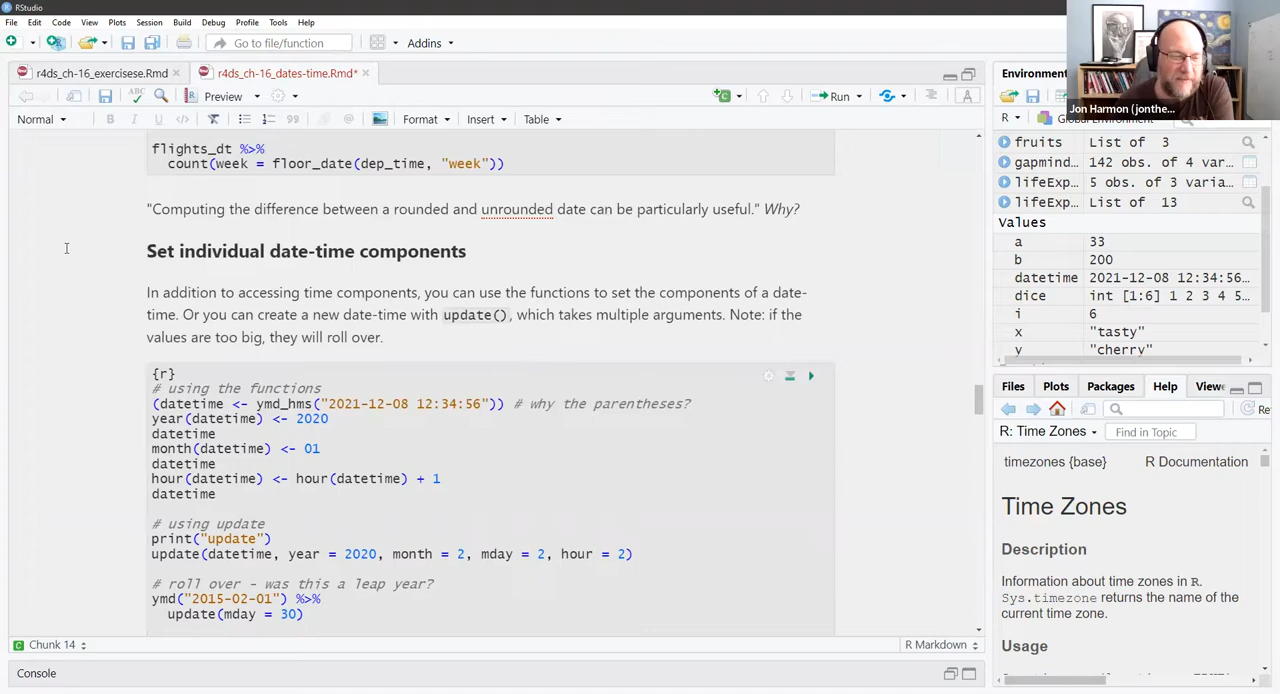 RStudio
File Edit Code View Plots Session Build Debug Profile Tools Help
Go to file/function Addins
r4ds_ch-16_exercisese.Rmd r4ds_ch-16_dates-time.Rmd*
Preview Run
Normal B I U Format Insert Table
flights_dt %>%
count(week = floor_date(dep_time, "week"))
"Computing the difference between a rounded and unrounded date can be particularly useful." Why?
Set individual date-time components
In addition to accessing time components, you can use the functions to set the components of a date-
time. Or you can create a new date-time with update(), which takes multiple arguments. Note: if the
values are too big, they will roll over.
{r}
# using the functions
(datetime <- ymd_hms("2021-12-08 12:34:56")) # why the parentheses?
year(datetime) <- 2020
datetime
month(datetime) <- 01
datetime
hour(datetime) <- hour(datetime) + 1
datetime
# using update
print("update")
update(datetime, year = 2020, month = 2, mday = 2, hour = 2)
# roll over - was this a leap year?
ymd("2015-02-01") %>%
update(mday = 30)
Chunk 14 R Markdown
Console
Environme
Jon Harmon (jonthe...
R Global Environment
fruits List of 3
gapmind... 142 obs. of 4 var...
lifeExp... 5 obs. of 3 varia...
lifeExp... List of 13
Values
a 33
b 200
datetime 2021-12-08 12:34:56...
dice int [1:6] 1 2 3 4 5...
i 6
x "tasty"
y "cherry"
Files Plots Packages Help View
Re
R: Time Zones Find in Topic
timezones {base} R Documentation
Time Zones
Description
Information about time zones in R.
Sys.timezone returns the name of the
current time zone.
Usage